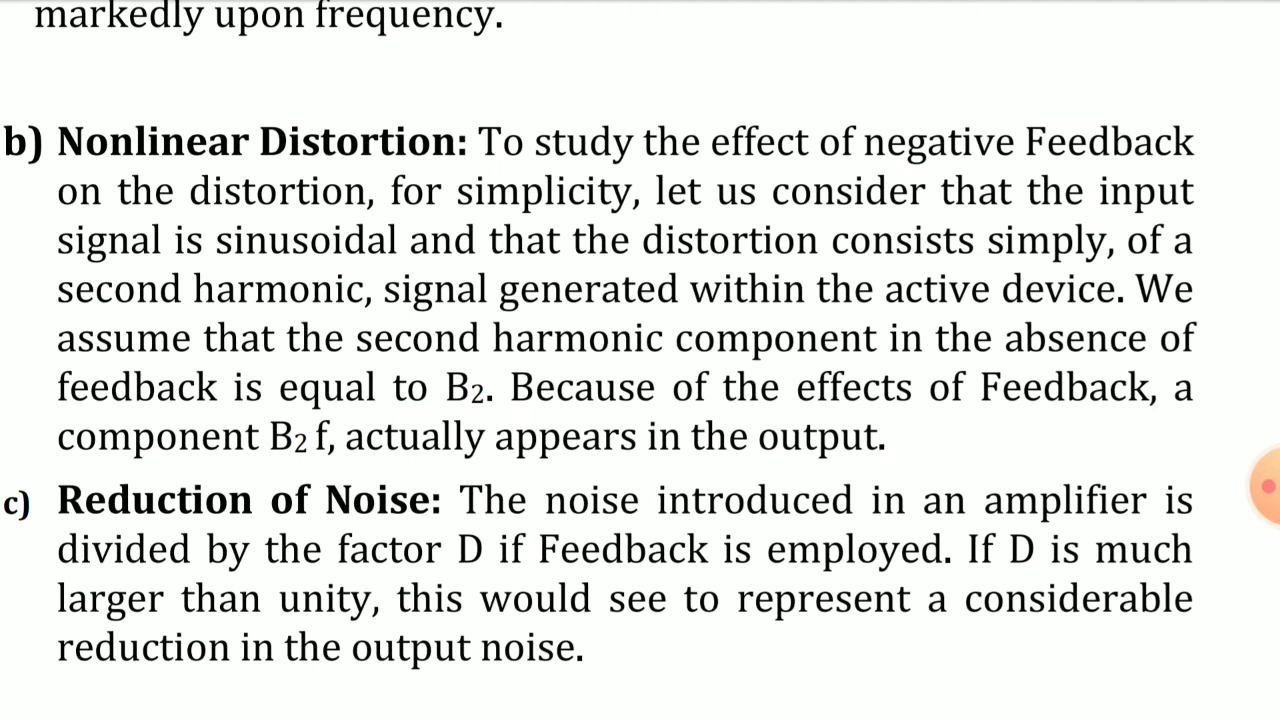 markedly upon frequency.
b) Nonlinear Distortion: To study the effect of negative Feedback
on the distortion, for simplicity, let us consider that the input
signal is sinusoidal and that the distortion consists simply, of a
second harmonic, signal generated within the active device. We
assume that the second harmonic component in the absence of
feedback is equal to B₂. Because of the effects of Feedback, a
component B₂ f, actually appears in the output.
c) Reduction of Noise: The noise introduced in an amplifier is
divided by the factor D if Feedback is employed. If D is much
larger than unity, this would see to represent a considerable
reduction in the output noise.